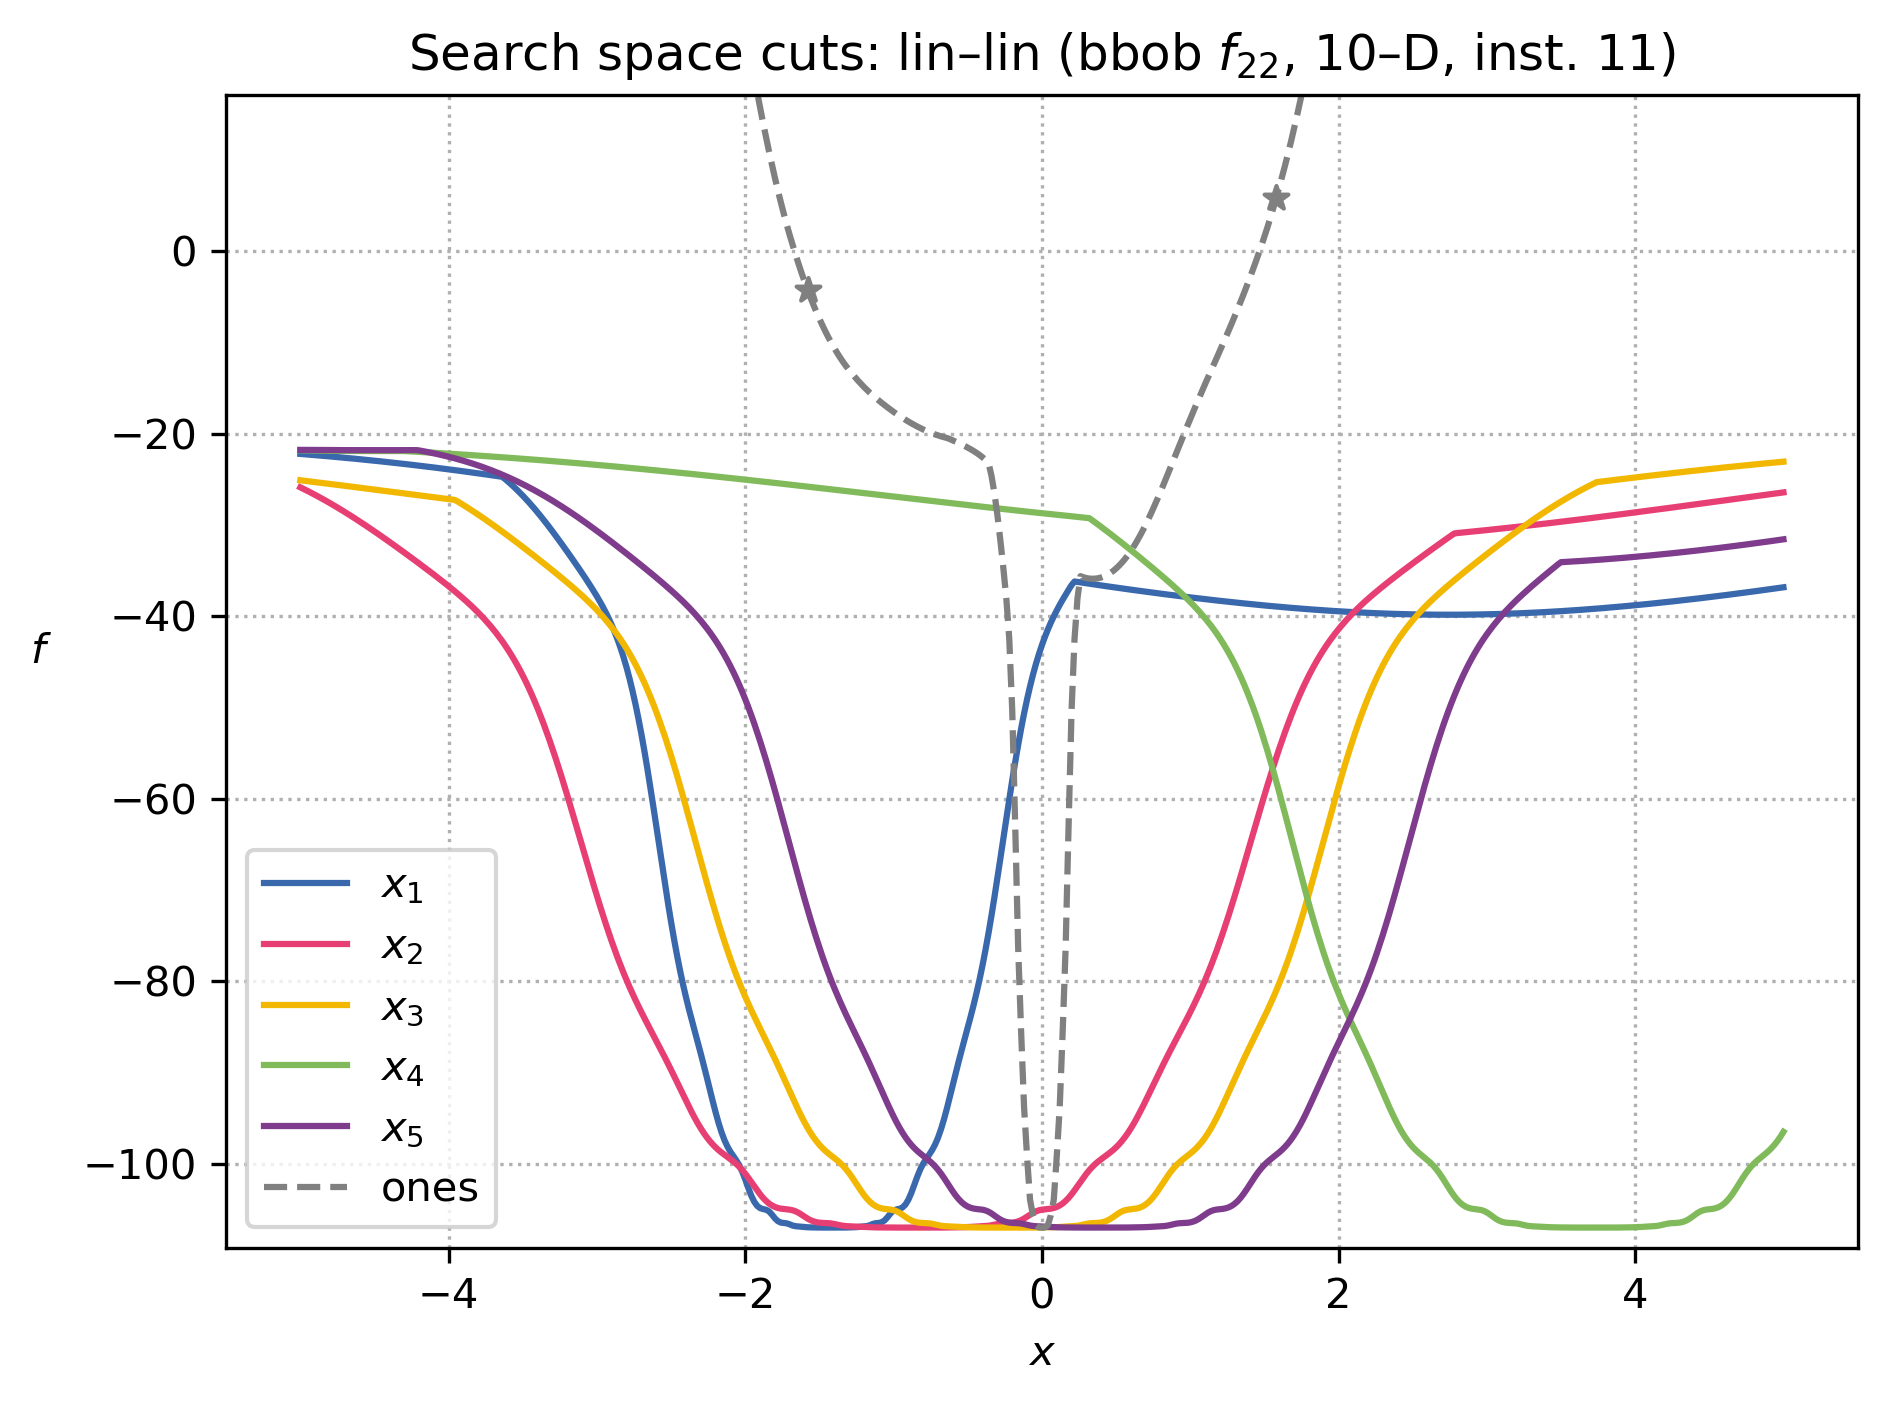 Search space cuts: lin–lin (bbob f22, 10–D, inst. 11)
0
−20
−40
−60
−80
−100
f
x1
x2
x3
x4
x5
ones
−4 −2 0 2 4
x